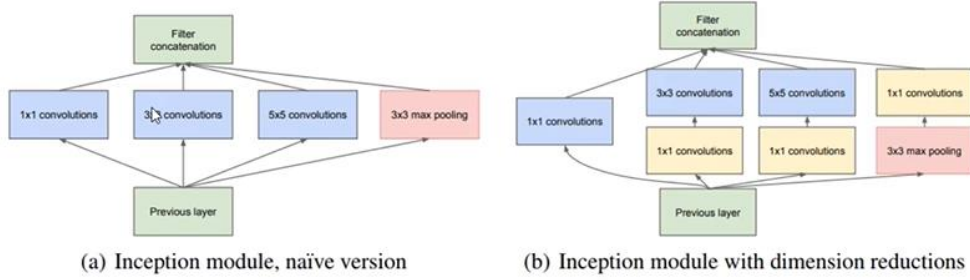 Filter
concatenation
1x1 convolutions
3x3 convolutions
5x5 convolutions
3x3 max pooling
Previous layer
(a) Inception module, naïve version
Filter
concatenation
3x3 convolutions
5x5 convolutions
1x1 convolutions
1x1 convolutions
1x1 convolutions
1x1 convolutions
3x3 max pooling
Previous layer
(b) Inception module with dimension reductions